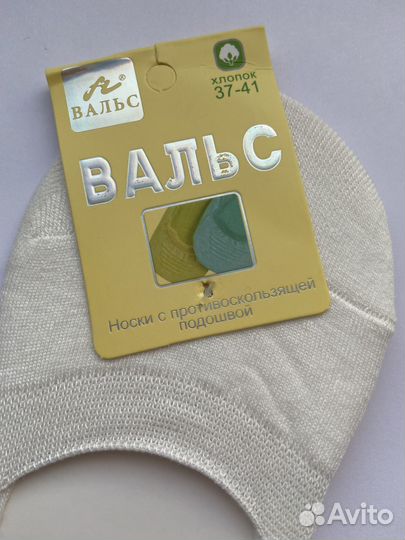 ВАЛЬС®
хлопок
37-41
ВАЛЬС
Носки с противоскользящей
подошвой
Avito